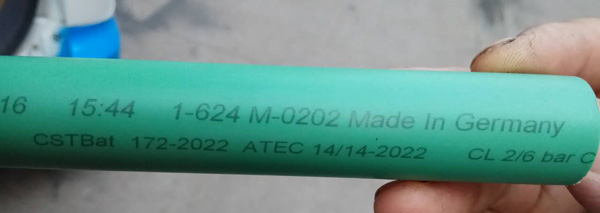 16 15:44 1-624 M-0202 Made In Germany
CSTBat 172-2022 ATEC 14/14-2022 CL 2/6 bar C